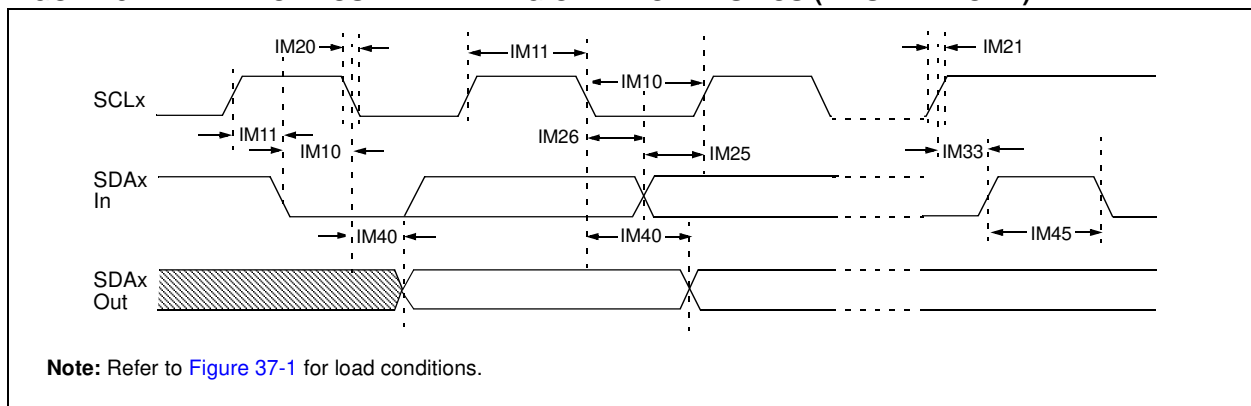 IM20
IM11
IM21
IM10
SCLx
IM11
IM26
IM10
IM25
IM33
SDAx
In
IM40
IM40
IM45
SDAx
Out
Note: Refer to Figure 37-1 for load conditions.